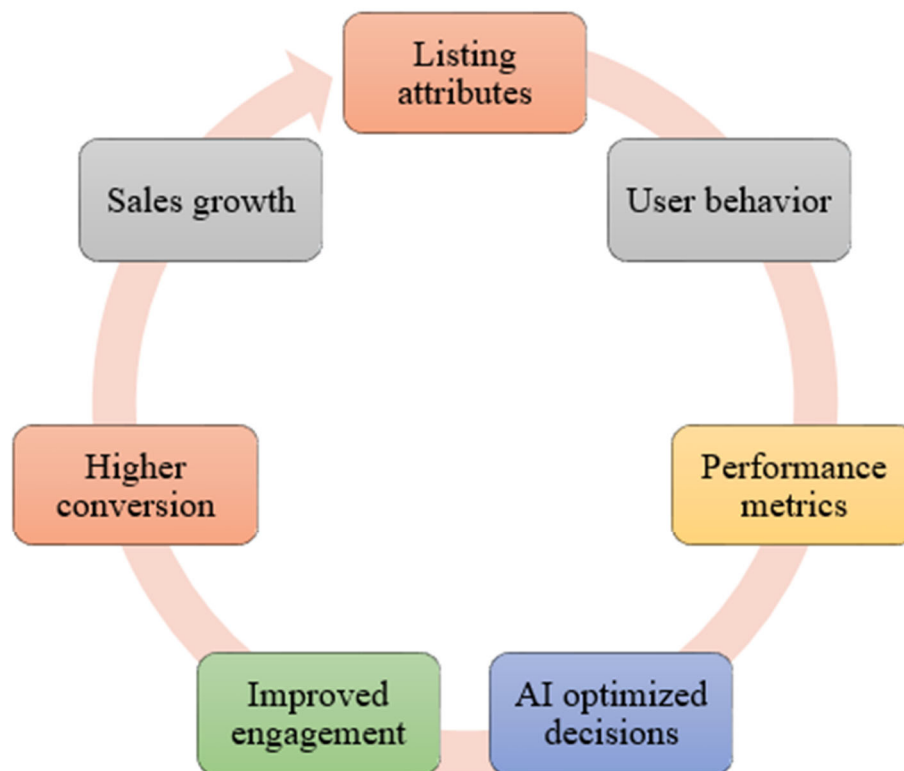 Listing
attributes
User behavior
Performance
metrics
AI optimized
decisions
Improved
engagement
Higher
conversion
Sales growth